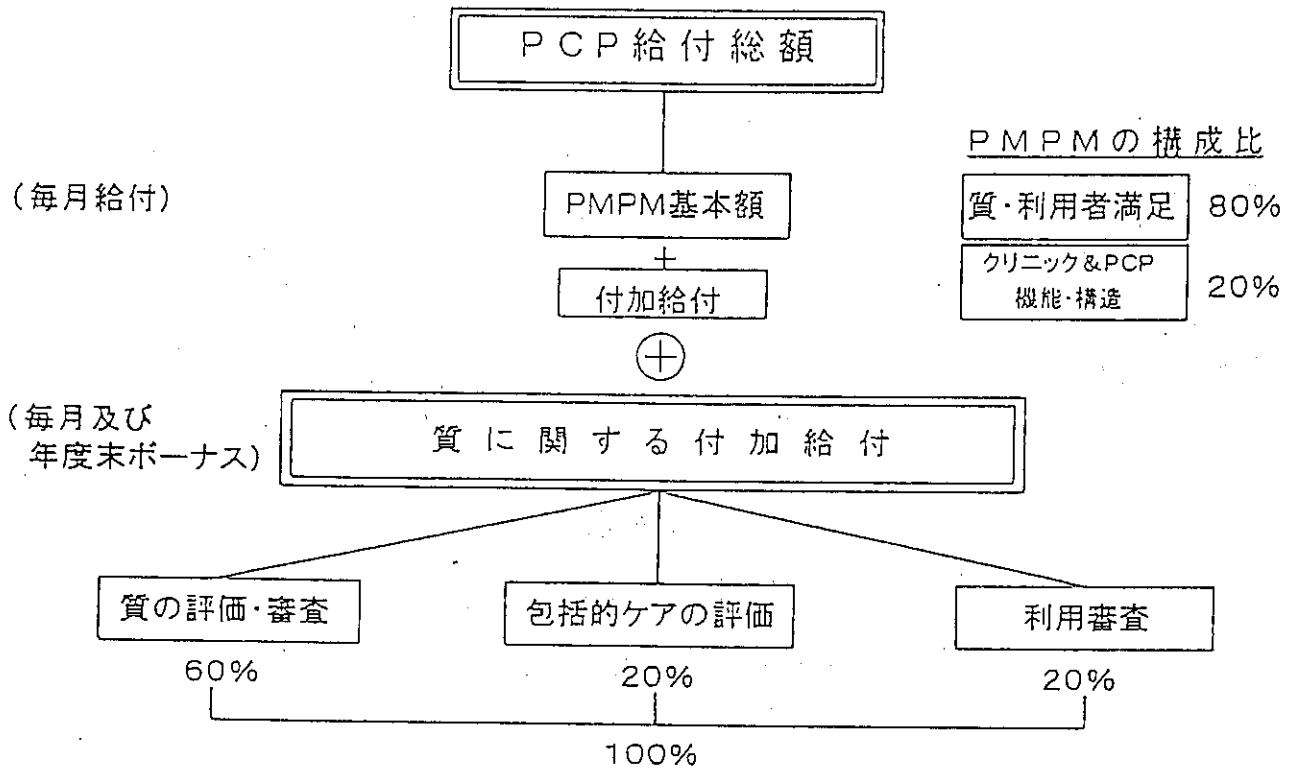 PCP給付総額
PMPMの構成比
(毎月給付)
PMPM基本額
質・利用者満足 80%
+
付加給付
クリニック&PCP
機能・構造
20%
+
(毎月及び
年度末ボーナス)
質に関する付加給付
質の評価・審査
包括的ケアの評価
利用審査
60%
20%
20%
100%